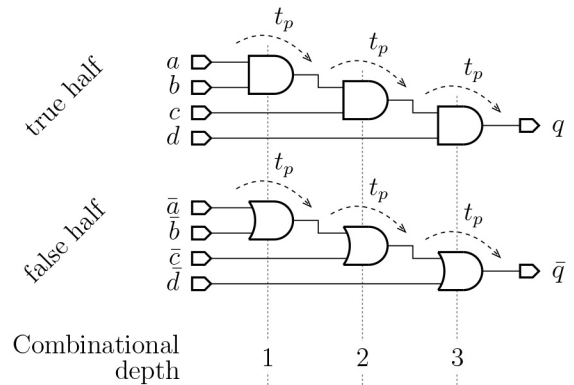 true half
t_p
t_p
t_p
a
b
c
d
q
false half
t_p
t_p
t_p
ā
b̄
c̄
d̄
q̄
Combinational
depth
1
2
3